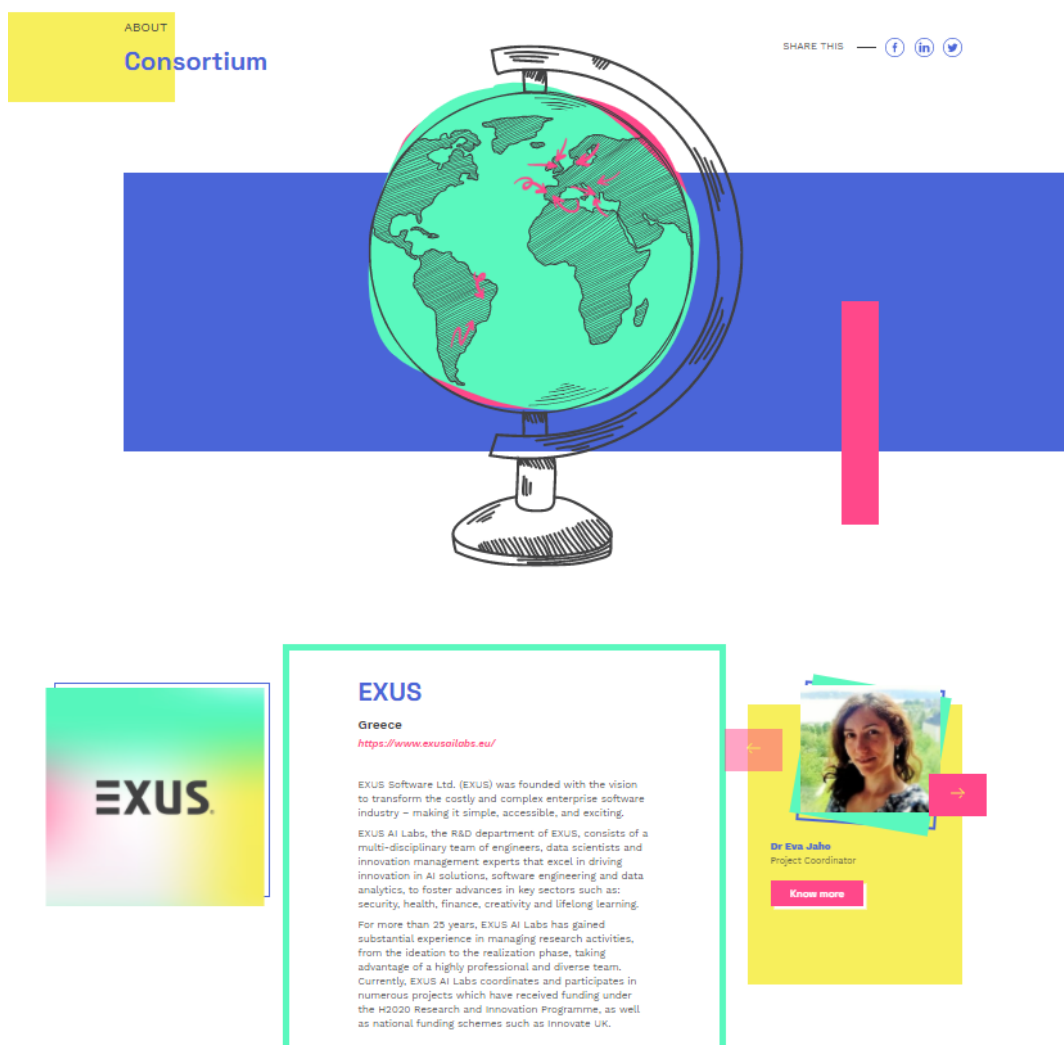 ABOUT
Consortium
SHARE THIS
EXUS
EXUS
Greece
https://www.exusailabs.eu/
EXUS Software Ltd. (EXUS) was founded with the vision
to transform the costly and complex enterprise software
industry – making it simple, accessible, and exciting.
EXUS AI Labs, the R&D department of EXUS, consists of a
multi-disciplinary team of engineers, data scientists and
innovation management experts that excel in driving
innovation in AI solutions, software engineering and data
analytics, to foster advances in key sectors such as:
security, health, finance, creativity and lifelong learning.
For more than 25 years, EXUS AI Labs has gained
substantial experience in managing research activities,
from the ideation to the realization phase, taking
advantage of a highly professional and diverse team.
Currently, EXUS AI Labs coordinates and participates in
numerous projects which have received funding under
the H2020 Research and Innovation Programme, as well
as national funding schemes such as Innovate UK.
Dr Eva Jaho
Project Coordinator
Know more